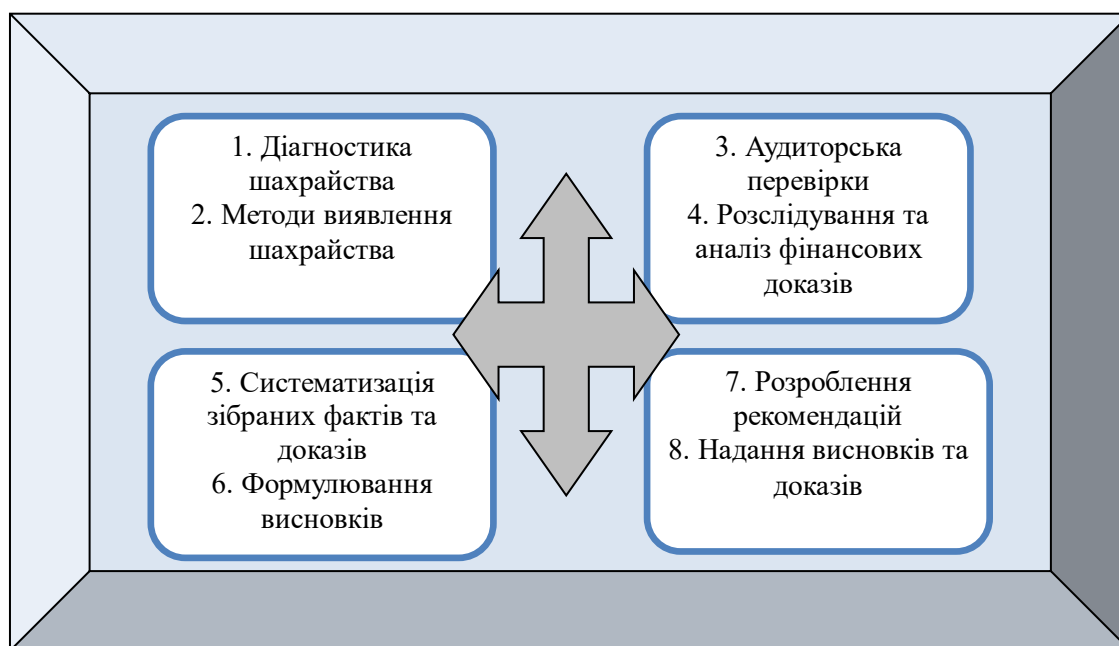 1. Діагностика
шахрайства
2. Методи виявлення
шахрайства
3. Аудиторська
перевірки
4. Розслідування та
аналіз фінансових
доказів
5. Систематизація
зібраних фактів та
доказів
6. Формулювання
висновків
7. Розроблення
рекомендацій
8. Надання висновків та
доказів